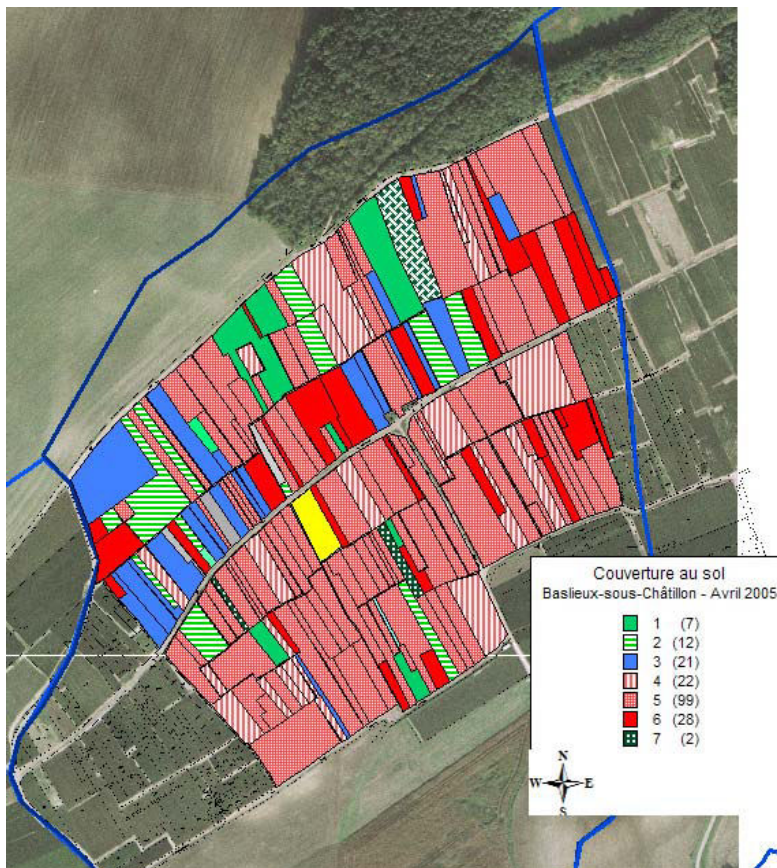 Couverture au sol
Baslieux-sous-Châtillon - Avril 2005
1 (7)
2 (12)
3 (21)
4 (22)
5 (99)
6 (28)
7 (2)
N
W E
S